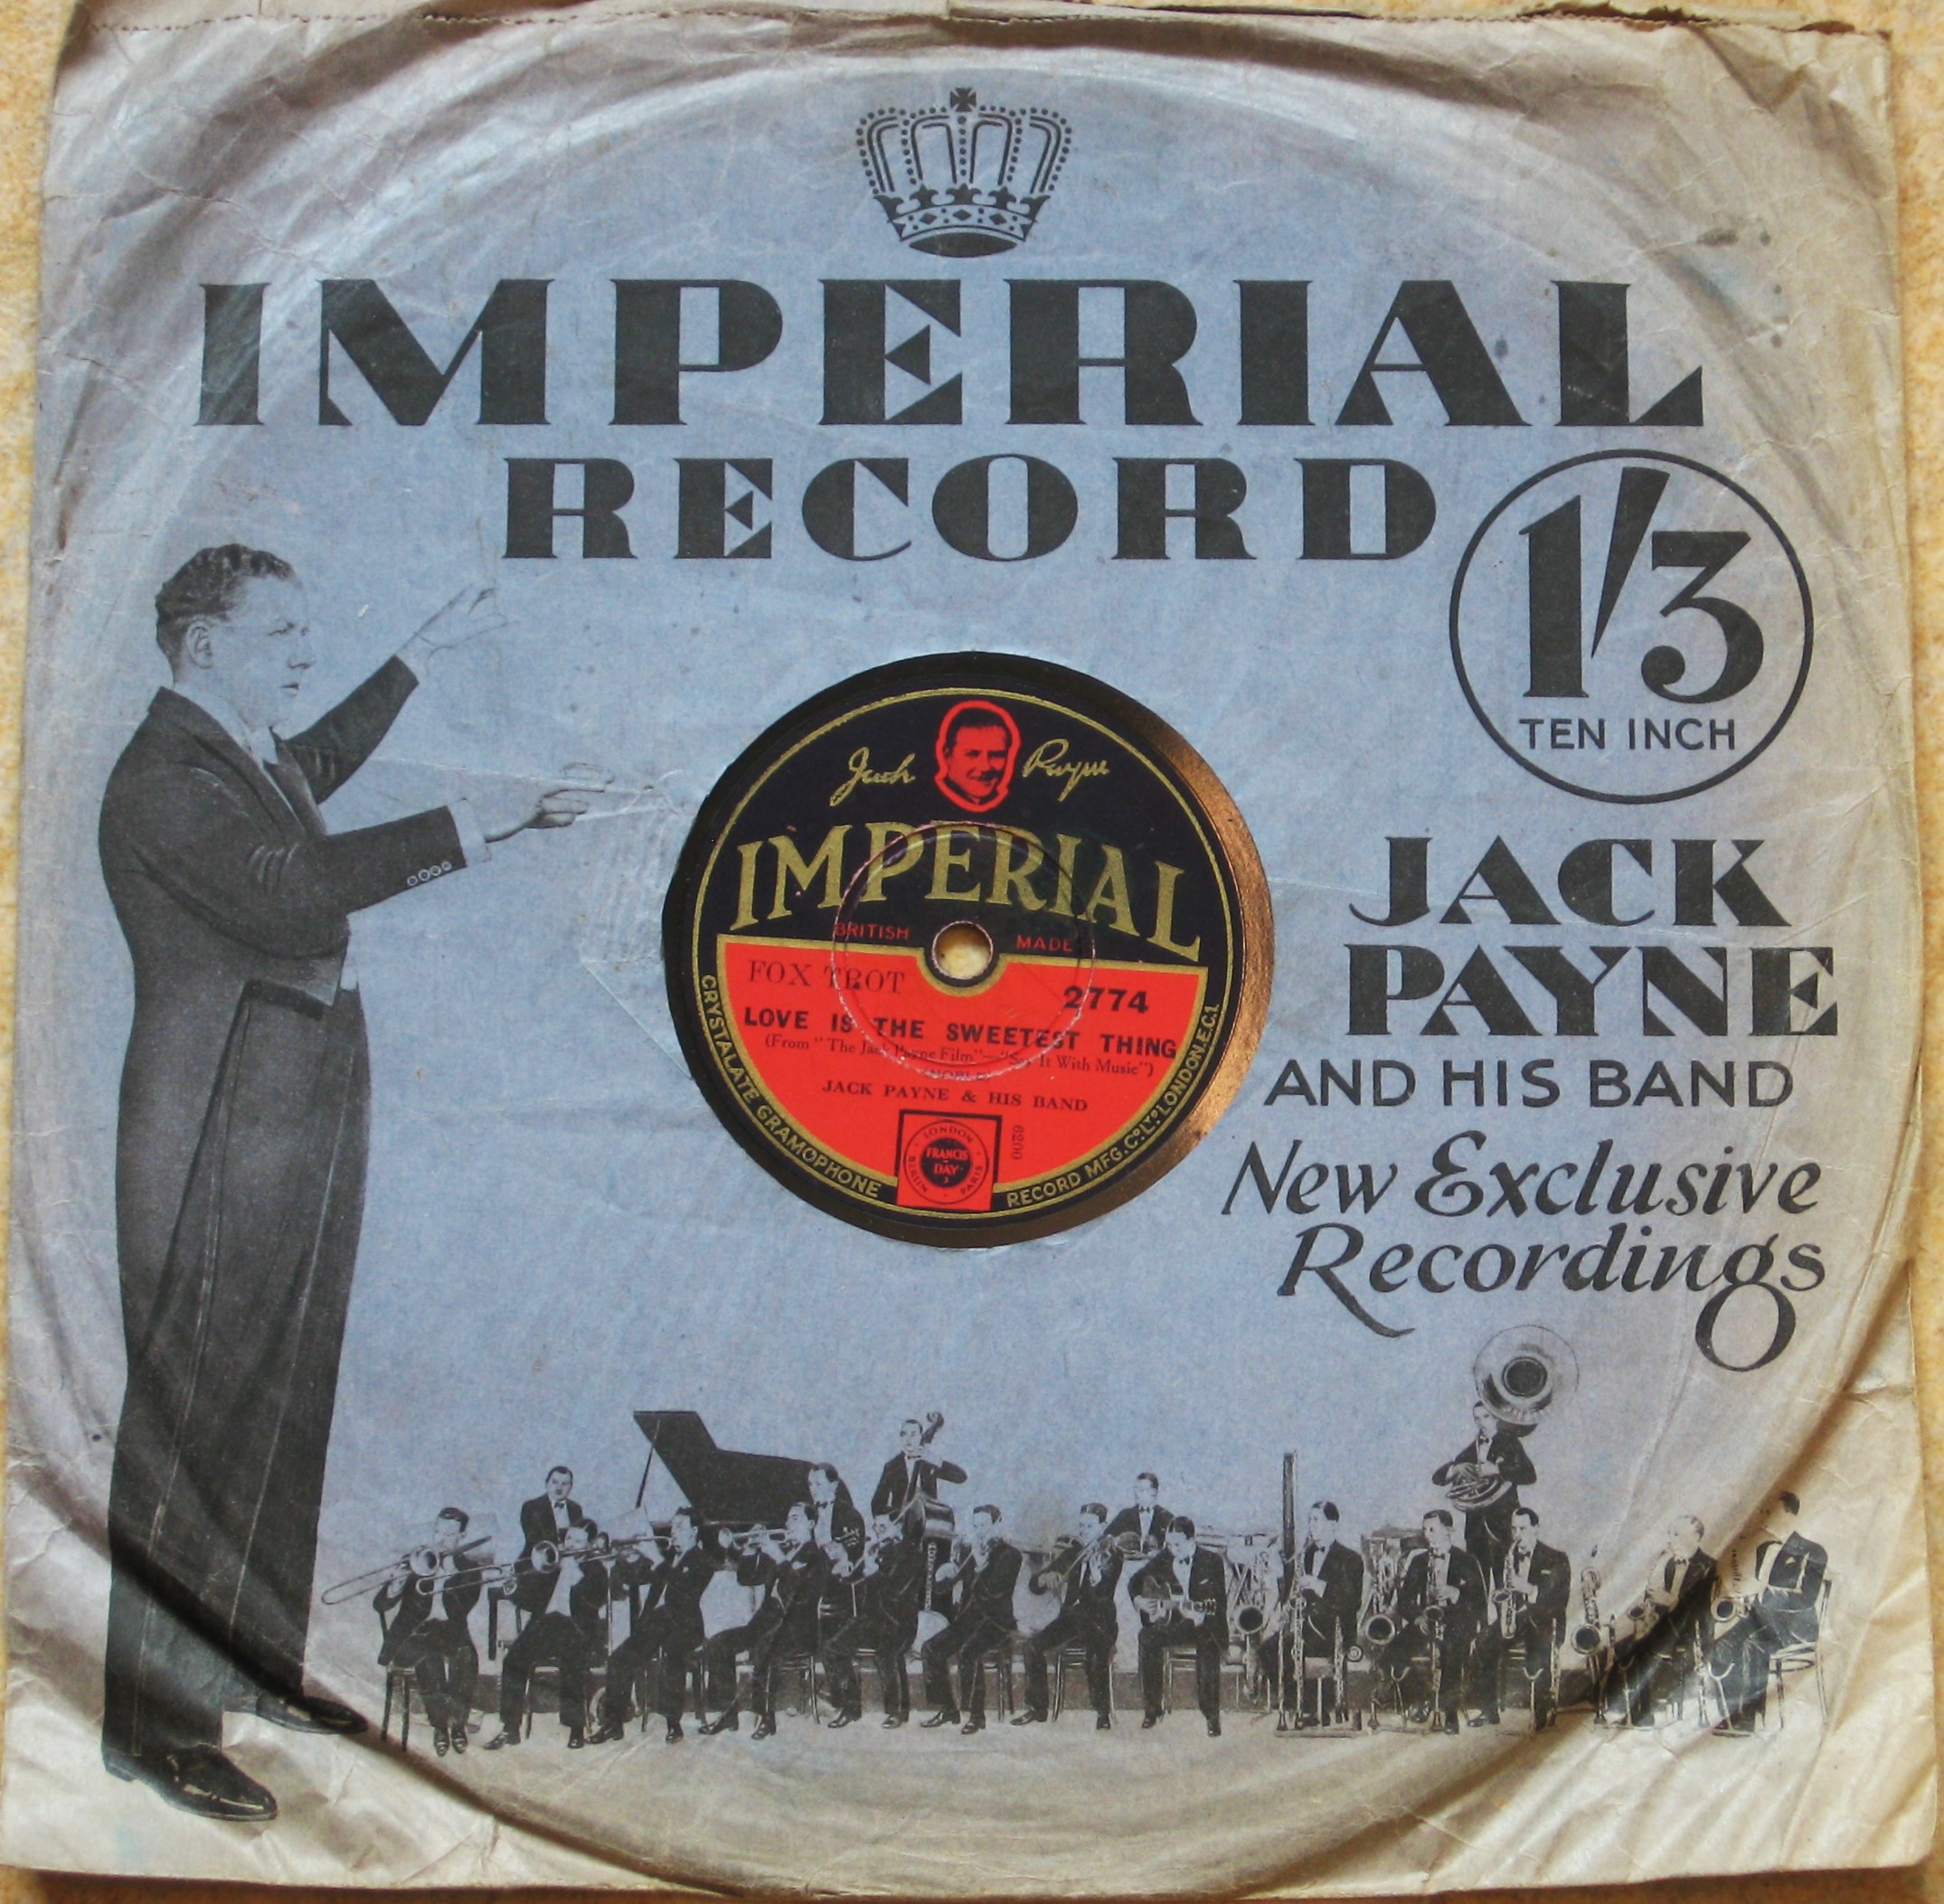 IMPERIAL
RECORD
1/3
TEN INCH
JACK
PAYNE
AND HIS BAND
New Exclusive
Recordings
Jack Payne
IMPERIAL
BRITISH MADE
FOX TROT
2774
LOVE IS THE SWEETEST THING
(From "The Jack Payne Film"—"Say It With Music")
(NOBLE)
JACK PAYNE & HIS BAND
6200
LONDON
FRANCIS
DAY
BERLIN
PARIS
CRYSTALATE GRAMOPHONE RECORD MFG. CO. LTD. LONDON. E.C.1.